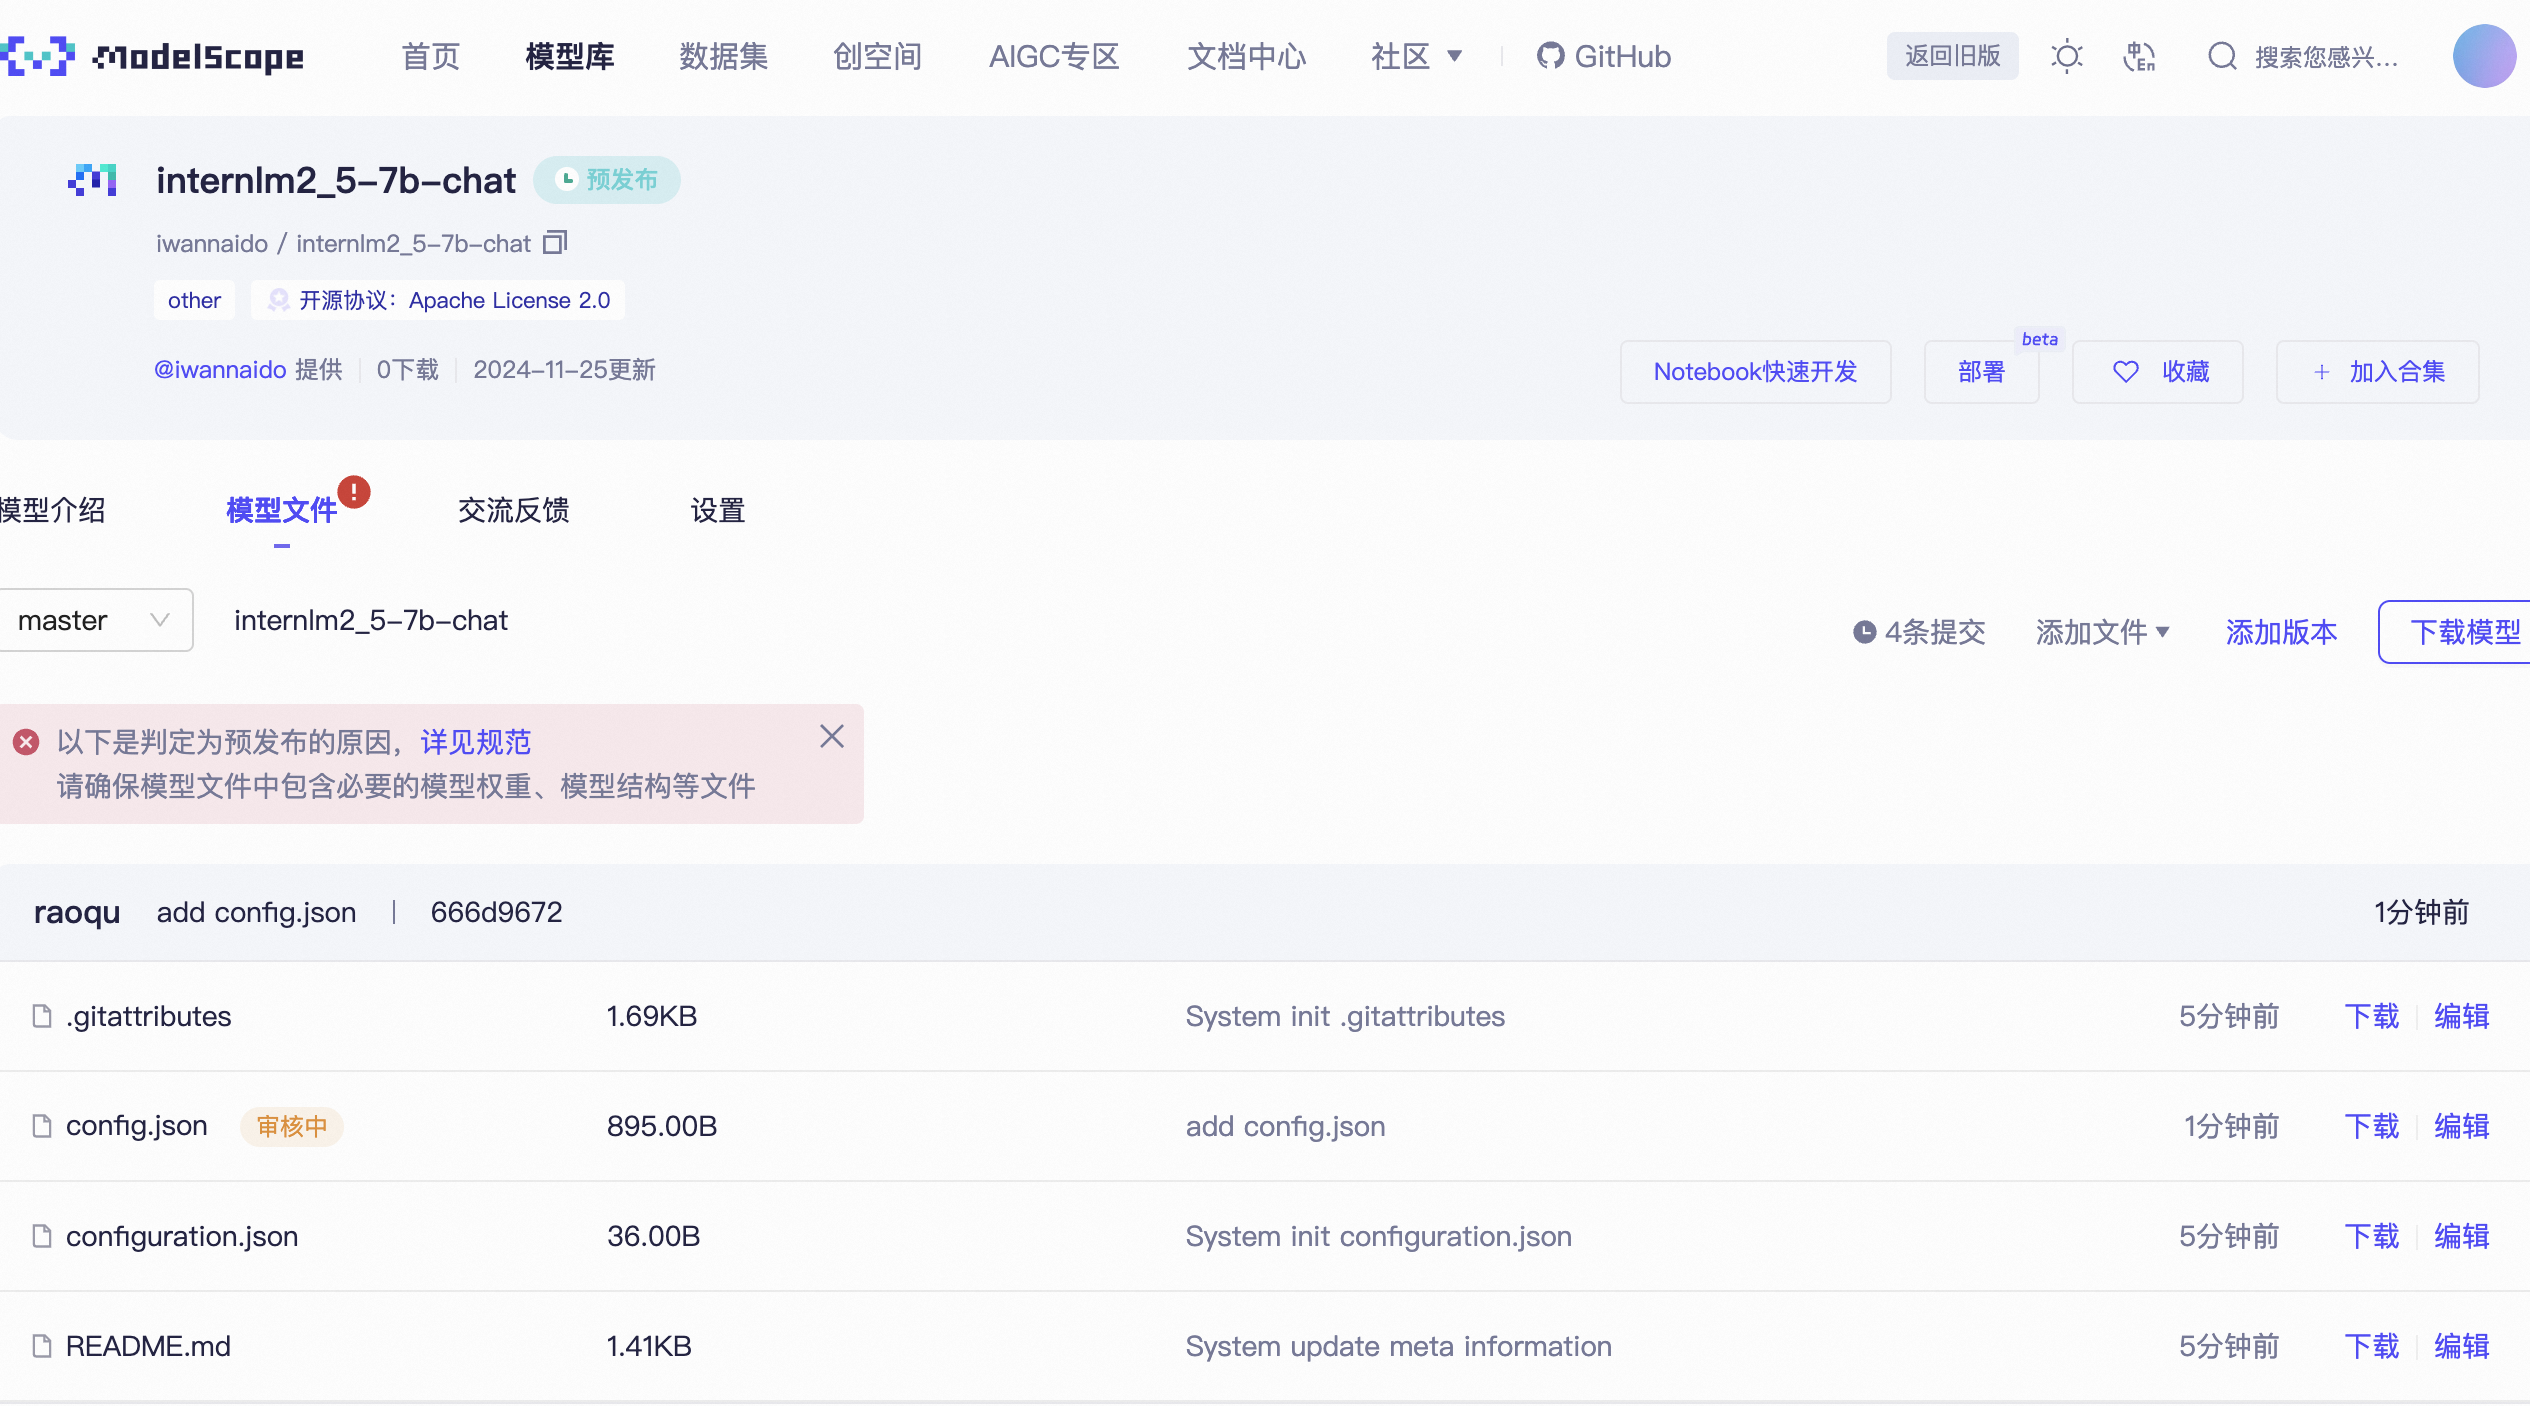 ModelScope 首页 模型库 数据集 创空间 AIGC专区 文档中心 社区 GitHub 返回旧版 搜索您感兴...
internlm2_5-7b-chat 预发布
iwannaido / internlm2_5-7b-chat
other 开源协议：Apache License 2.0
beta
@iwannaido 提供 0下载 2024-11-25更新 Notebook快速开发 部署 收藏 + 加入合集
模型介绍 模型文件 交流反馈 设置
master internlm2_5-7b-chat 4条提交 添加文件 添加版本 下载模型
以下是判定为预发布的原因，详见规范
请确保模型文件中包含必要的模型权重、模型结构等文件
raoqu add config.json | 666d9672 1分钟前
.gitattributes 1.69KB System init .gitattributes 5分钟前 下载 编辑
config.json 审核中 895.00B add config.json 1分钟前 下载 编辑
configuration.json 36.00B System init configuration.json 5分钟前 下载 编辑
README.md 1.41KB System update meta information 5分钟前 下载 编辑